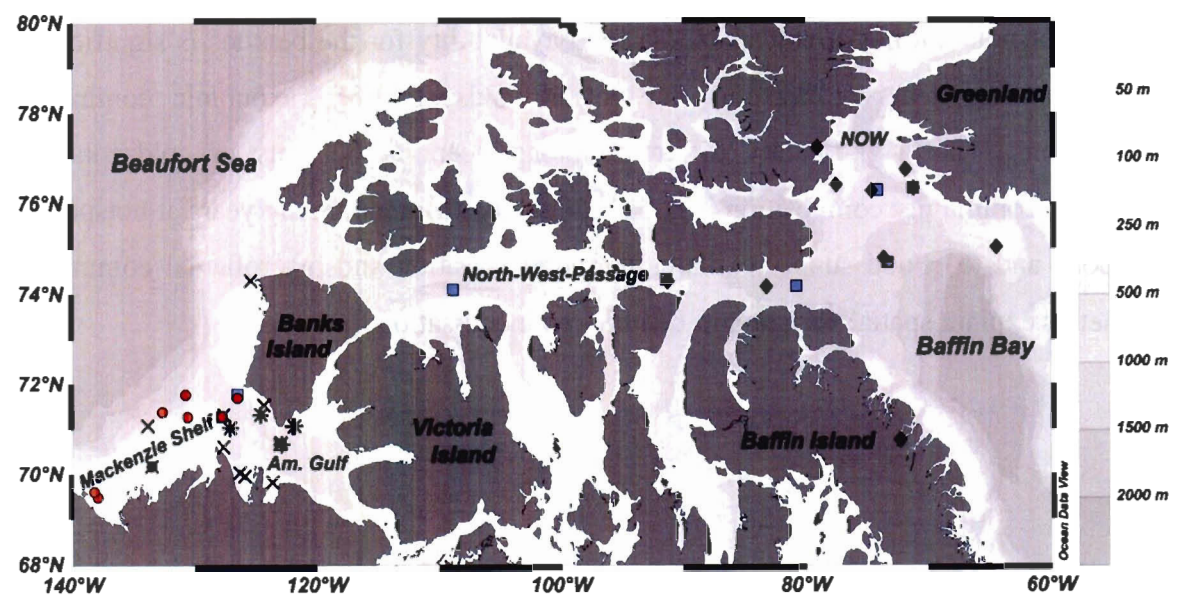 80°N
78°N
76°N
74°N
72°N
70°N
68°N
140°W
120°W
100°W
80°W
60°W
Greenland
NOW
Beaufort Sea
North-West-Passage
Banks
Island
Baffin Bay
Mackenzie Shelf
Victoria
Island
Baffin Island
Am. Gulf
50 m
100 m
250 m
500 m
1000 m
1500 m
2000 m
Ocean Data View